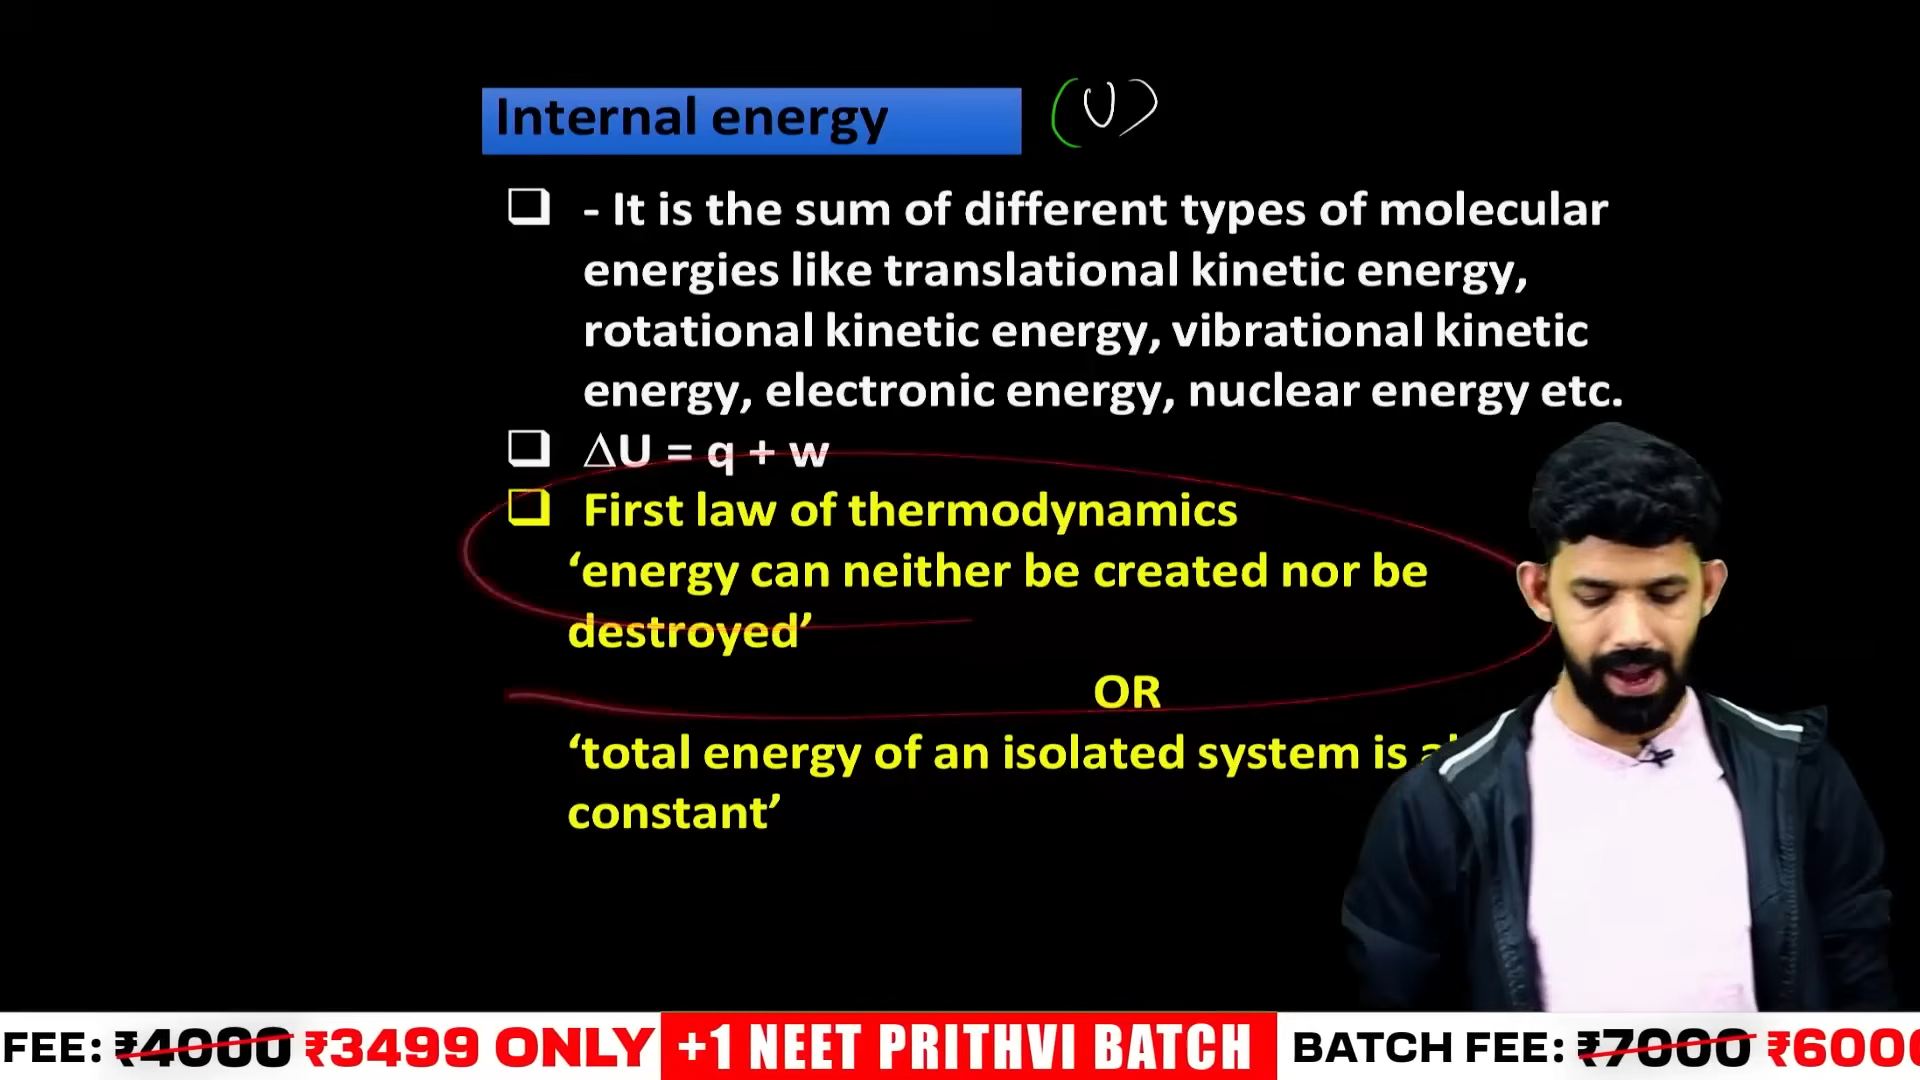 Internal energy (U)
❑ - It is the sum of different types of molecular
energies like translational kinetic energy,
rotational kinetic energy, vibrational kinetic
energy, electronic energy, nuclear energy etc.
❑ ΔU = q + w
❑ First law of thermodynamics
‘energy can neither be created nor be
destroyed’
OR
‘total energy of an isolated system is
constant’
FEE: ₹4000 ₹3499 ONLY +1 NEET PRITHVI BATCH BATCH FEE: ₹7000 ₹6000